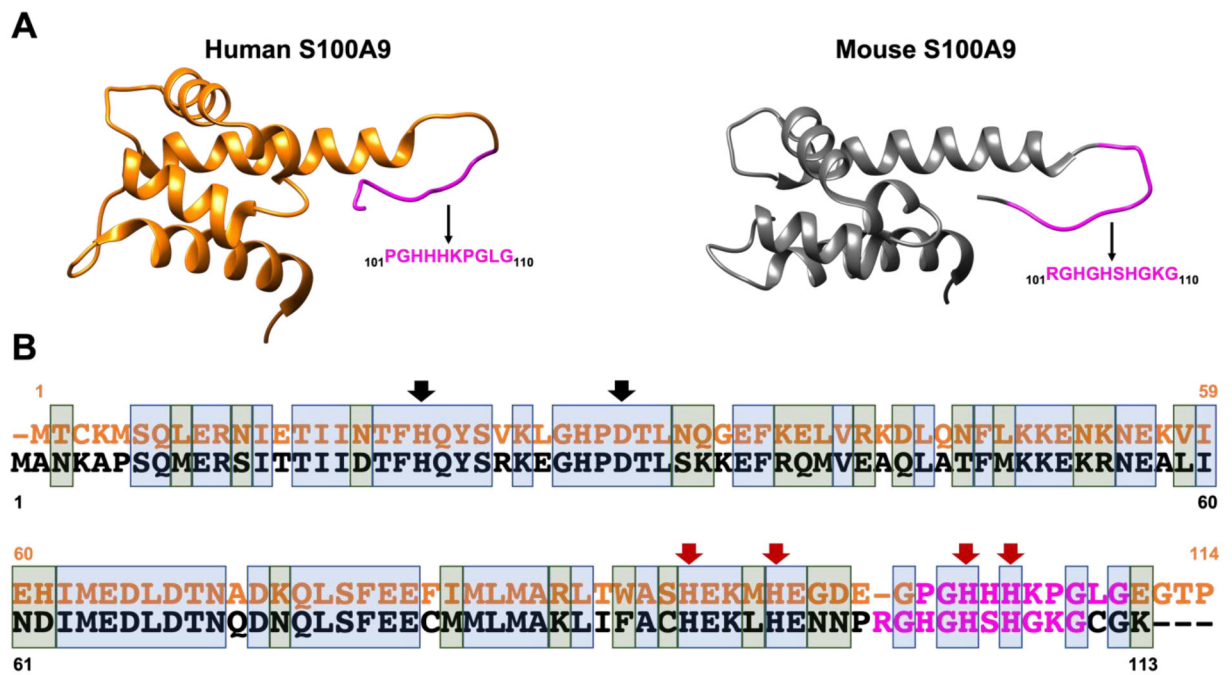 A
Human S100A9
Mouse S100A9
101PGHHHKPGLG110
101RGHGHSHGKG110
B
1 59
–MTCKMSQLERNIETIINTFHQYSVKLGHPDTLNQGEFKELVRKDLQNFLKKENKNEKVI
MANKAPSQMERSITTIIDTFHQYSRKEGHPDTLSKKEFRQMVEAQLATFMKKEKRNEALI
1 60
60 114
EHIMEDLDTNADKQLSFEEFIMLMARLTWASHEKMHEGDE–GPGHHHKPGLGEGTP
NDIMEDLDTNQDNQLSFEECMMLMAKLIFACHEKLHENNPRGHGHSHGKGCGK---
61 113